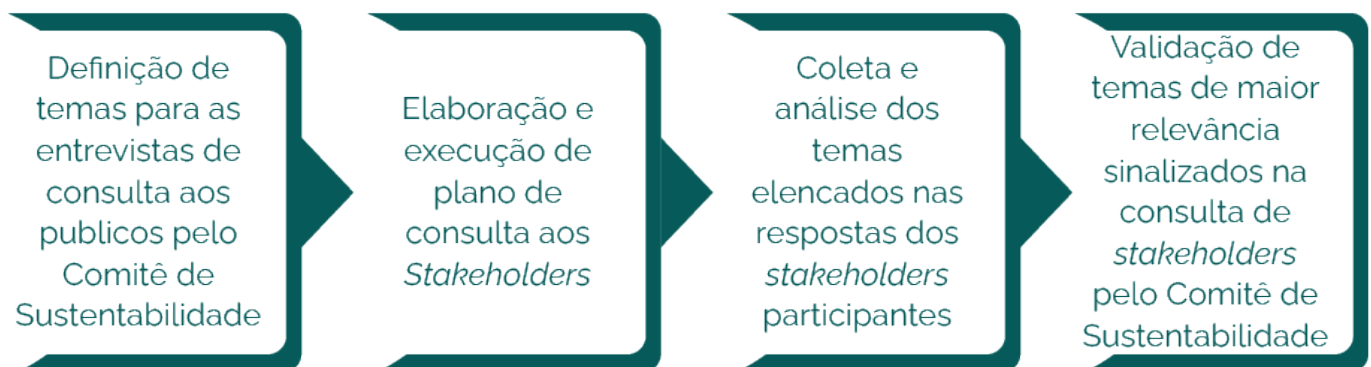 Definição de
temas para as
entrevistas de
consulta aos
publicos pelo
Comitê de
Sustentabilidade
Elaboração e
execução de
plano de
consulta aos
Stakeholders
Coleta e
análise dos
temas
elencados nas
respostas dos
stakeholders
participantes
Validação de
temas de maior
relevância
sinalizados na
consulta de
stakeholders
pelo Comitê de
Sustentabilidade